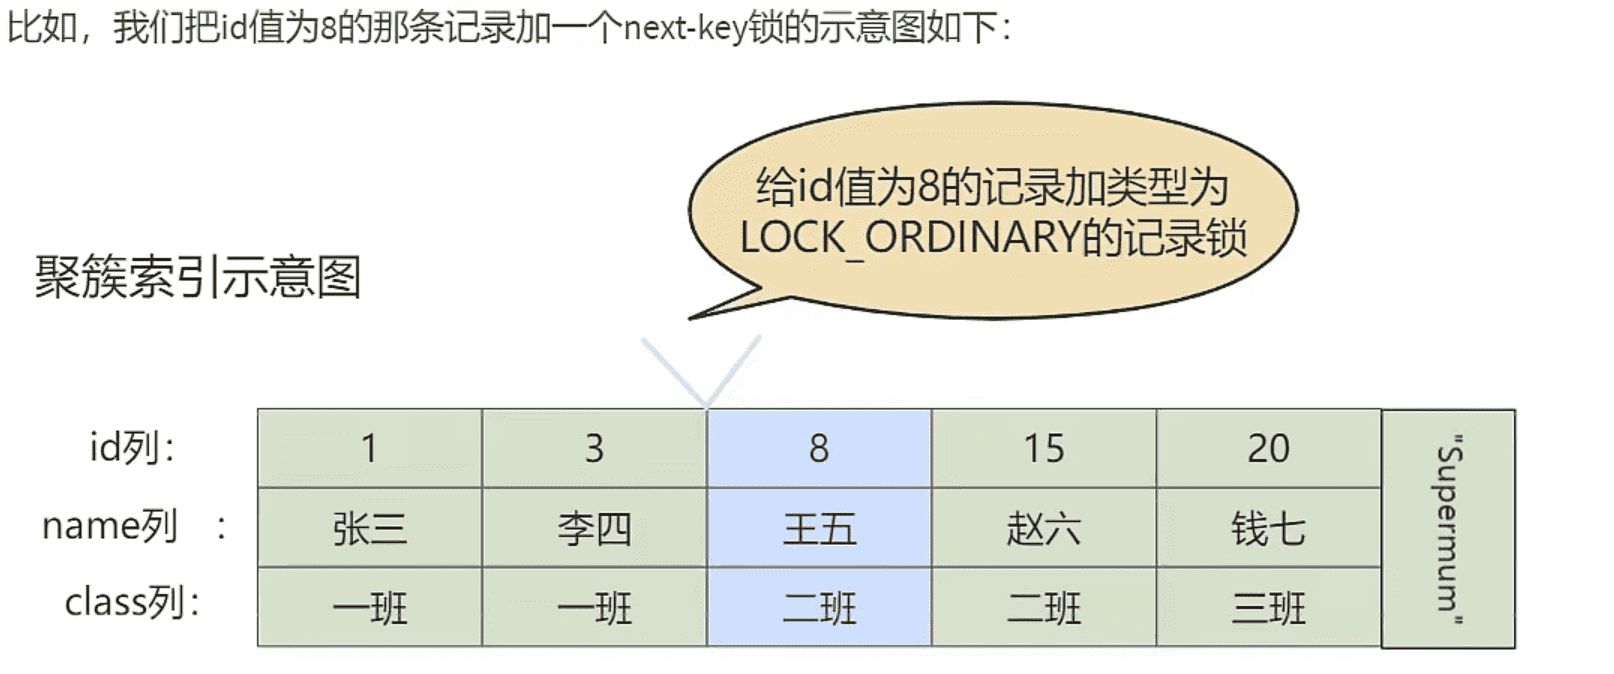 比如，我们把id值为8的那条记录加一个next-key锁的示意图如下：
给id值为8的记录加类型为
LOCK_ORDINARY的记录锁
聚簇索引示意图
id列： 1 3 8 15 20
name列 ： 张三 李四 王五 赵六 钱七
class列： 一班 一班 二班 二班 三班
"Supermum"